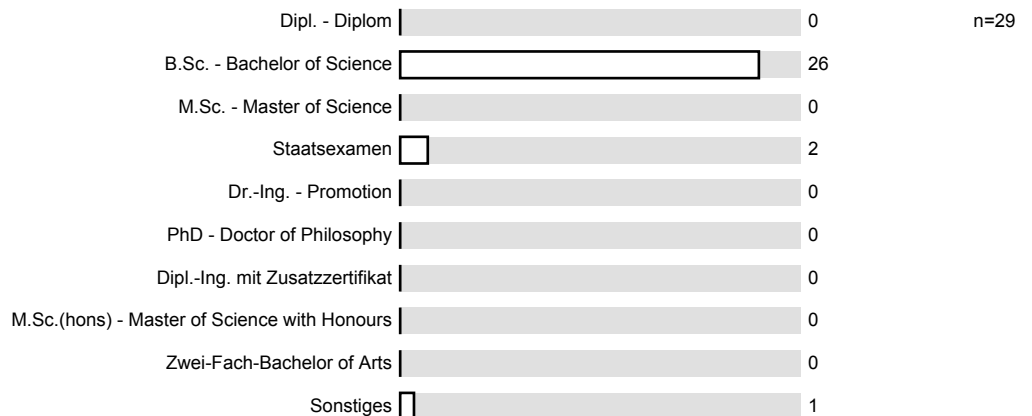 Dipl. - Diplom 0 n=29
B.Sc. - Bachelor of Science 26
M.Sc. - Master of Science 0
Staatsexamen 2
Dr.-Ing. - Promotion 0
PhD - Doctor of Philosophy 0
Dipl.-Ing. mit Zusatzzertifikat 0
M.Sc.(hons) - Master of Science with Honours 0
Zwei-Fach-Bachelor of Arts 0
Sonstiges 1